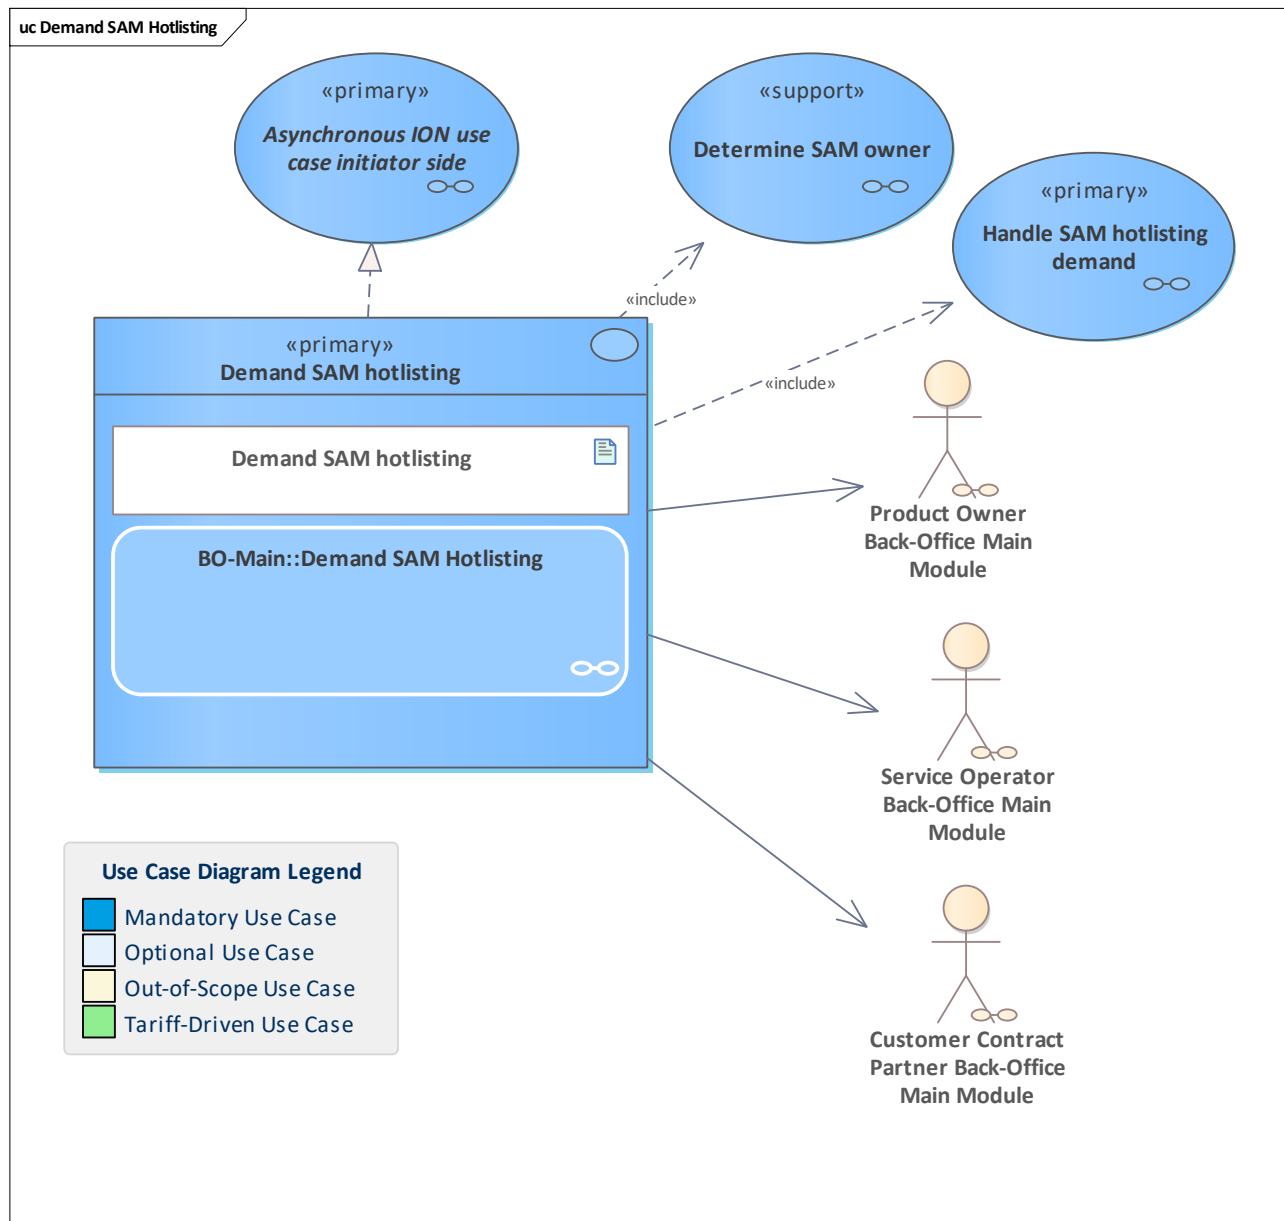 uc Demand SAM Hotlisting
«primary»
Asynchronous ION use
case initiator side
«support»
Determine SAM owner
«primary»
Handle SAM hotlisting
demand
«include»
«include»
«primary»
Demand SAM hotlisting
Demand SAM hotlisting
BO-Main::Demand SAM Hotlisting
Product Owner
Back-Office Main
Module
Service Operator
Back-Office Main
Module
Customer Contract
Partner Back-Office
Main Module
Use Case Diagram Legend
Mandatory Use Case
Optional Use Case
Out-of-Scope Use Case
Tariff-Driven Use Case